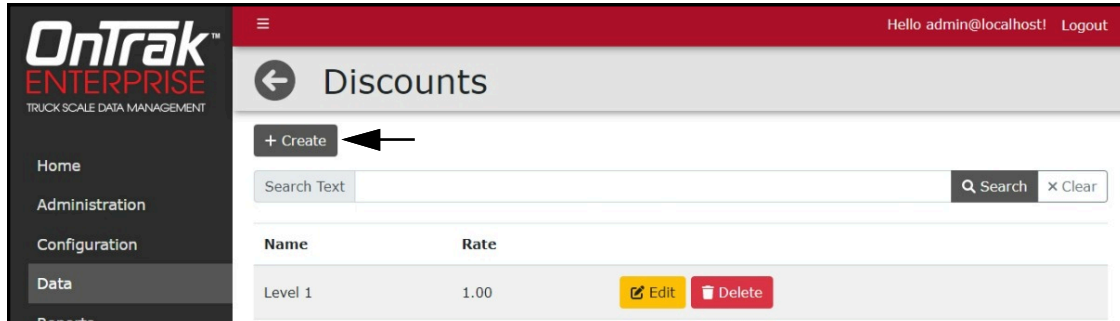 OnTrak™
ENTERPRISE
TRUCK SCALE DATA MANAGEMENT
Home
Administration
Configuration
Data
Reports
Hello admin@localhost! Logout
Discounts
+ Create
Search Text Search × Clear
Name Rate
Level 1 1.00 Edit Delete